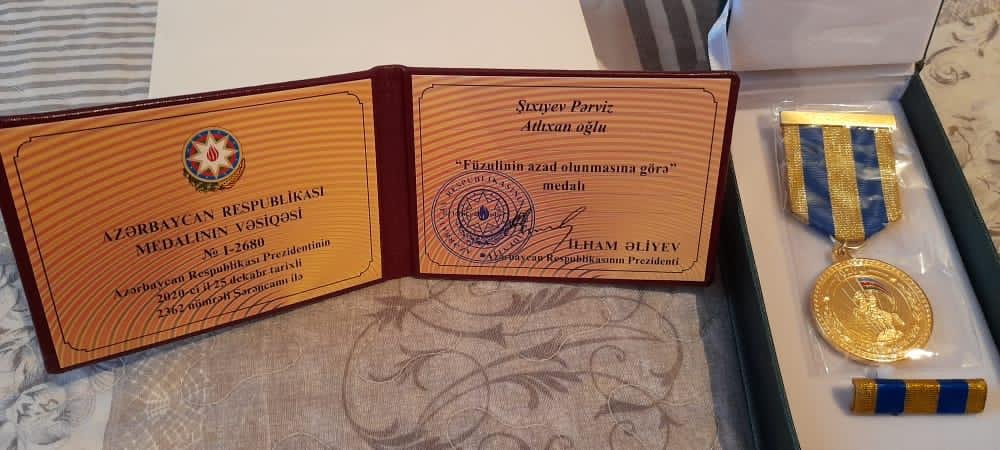 AZƏRBAYCAN RESPUBLİKASI
MEDALININ VƏSİQƏSİ
№ I-2680
Azərbaycan Respublikası Prezidentinin
2020-ci il 25 dekabr tarixli
2362 nömrəli Sərəncamı ilə
Şıxıyev Pərviz
Atlıxan oğlu
“Füzulinin azad olunmasına görə”
medalı
İLHAM ƏLİYEV
Azərbaycan Respublikasının Prezidenti